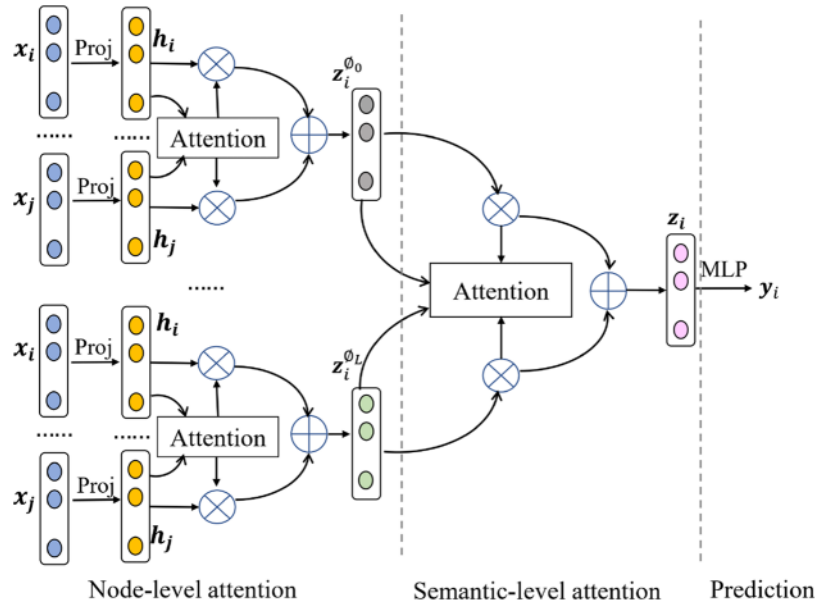 x_i
Proj
h_i
......
......
Attention
x_j
Proj
h_j
z_i^{∅_0}
......
x_i
Proj
h_i
......
......
Attention
x_j
Proj
h_j
z_i^{∅_L}
Attention
z_i
MLP
y_i
Node-level attention
Semantic-level attention
Prediction